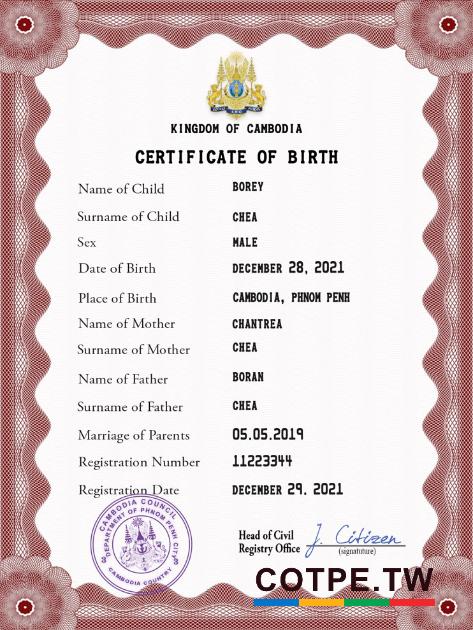 KINGDOM OF CAMBODIA
CERTIFICATE OF BIRTH
Name of Child BOREY
Surname of Child CHEA
Sex MALE
Date of Birth DECEMBER 28, 2021
Place of Birth CAMBODIA, PHNOM PENH
Name of Mother CHANTREA
Surname of Mother CHEA
Name of Father BORAN
Surname of Father CHEA
Marriage of Parents 05.05.2019
Registration Number 11223344
Registration Date DECEMBER 29. 2021
CAMBODIA COUNCIL
DEPARTMENT OF PHNOM PENH CITY
CAMBODIA COUNTRY
Head of Civil
Registry Office J. Citizen
(signatuture)
COTPE.TW